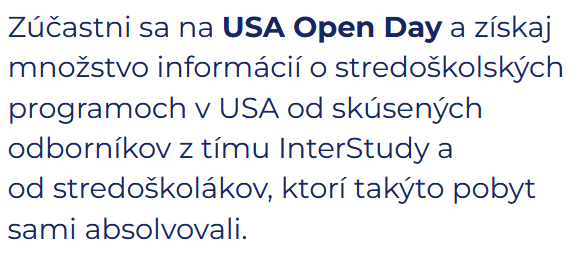 Zúčastni sa na USA Open Day a získaj
množstvo informácií o stredoškolských
programoch v USA od skúsených
odborníkov z tímu InterStudy a
od stredoškolákov, ktorí takýto pobyt
sami absolvovali.